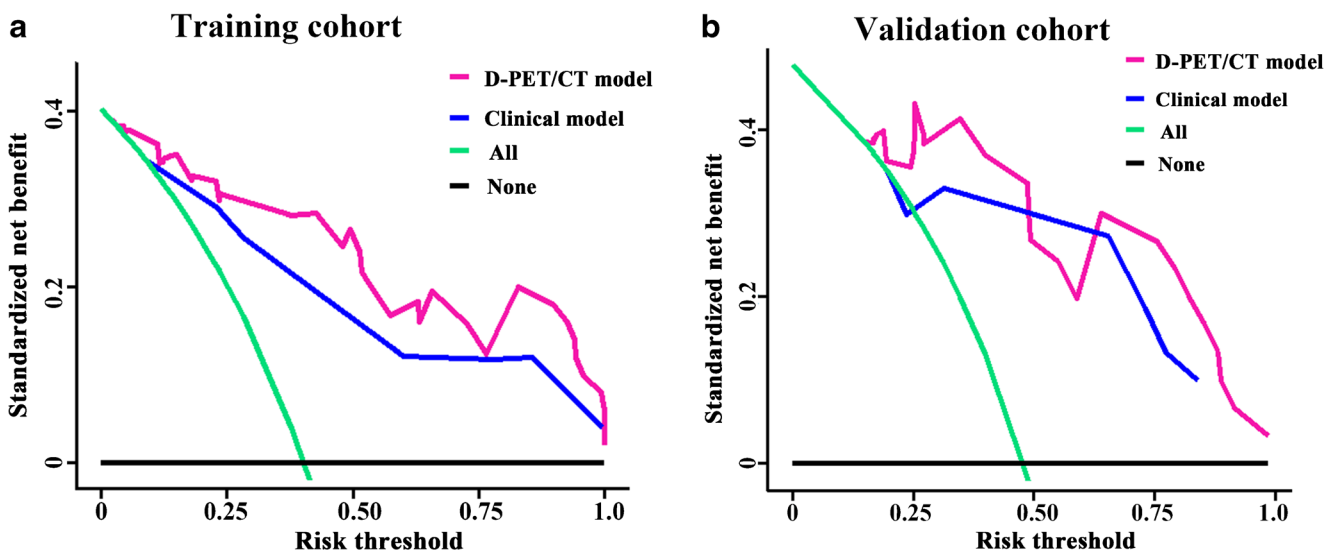 a
Training cohort
D-PET/CT model
Clinical model
All
None
Standardized net benefit
0.4
0.2
0
0
0.25
0.50
0.75
1.0
Risk threshold
b
Validation cohort
D-PET/CT model
Clinical model
All
None
Standardized net benefit
0.4
0.2
0
0
0.25
0.50
0.75
1.0
Risk threshold